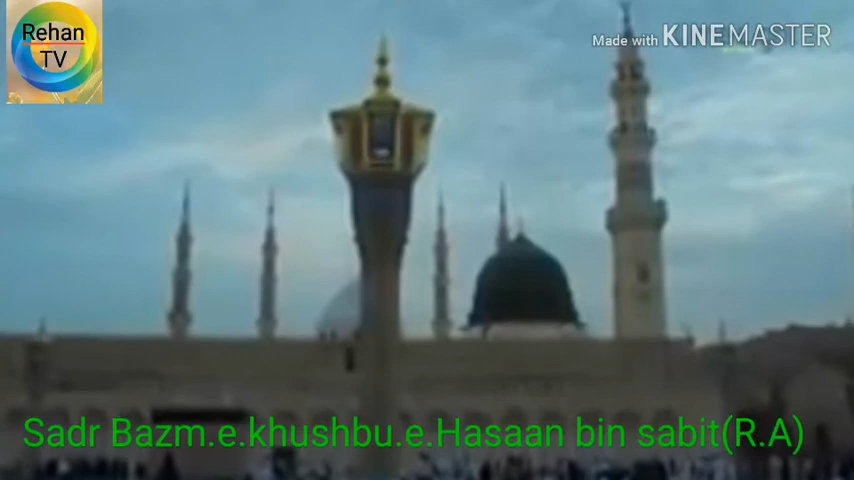 Rehan
TV
Made with KINEMASTER
Sadr Bazm.e.khushbu.e.Hasaan bin sabit(R.A)